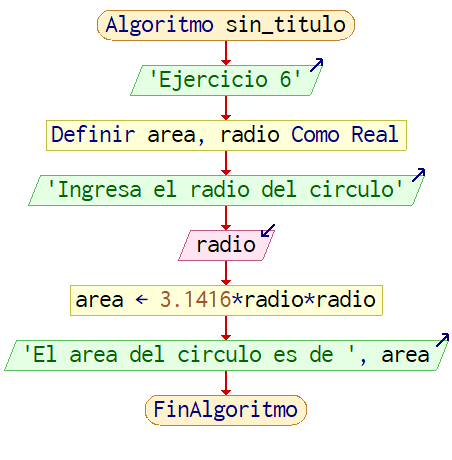 Algoritmo sin_titulo
'Ejercicio 6'
Definir area, radio Como Real
'Ingresa el radio del circulo'
radio
area ← 3.1416*radio*radio
'El area del circulo es de ', area
FinAlgoritmo